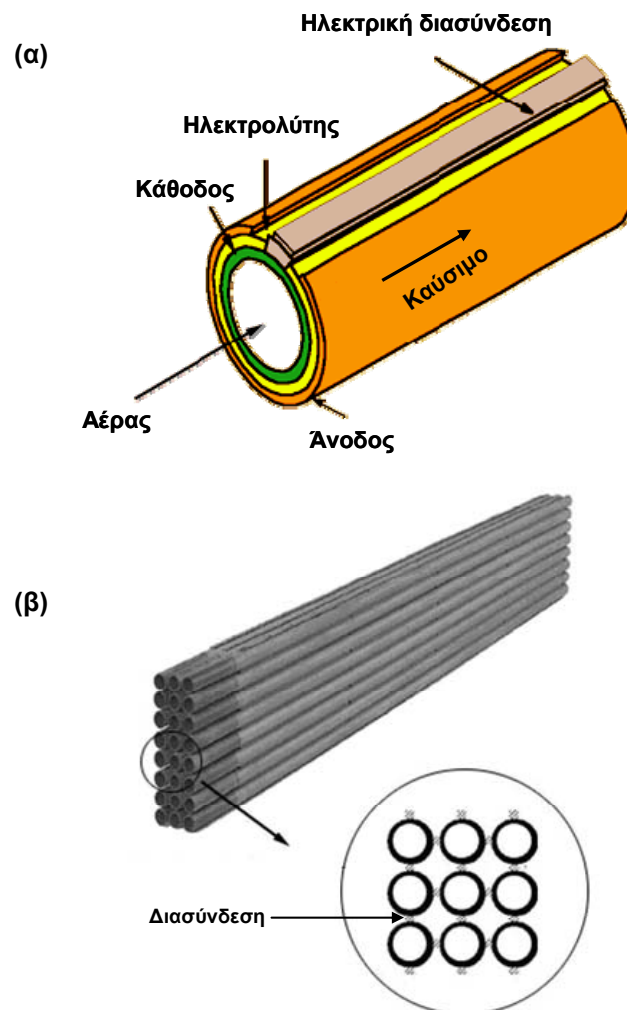 (α)
Ηλεκτρική διασύνδεση
Ηλεκτρολύτης
Κάθοδος
Καύσιμο
Αέρας
Άνοδος
(β)
Διασύνδεση